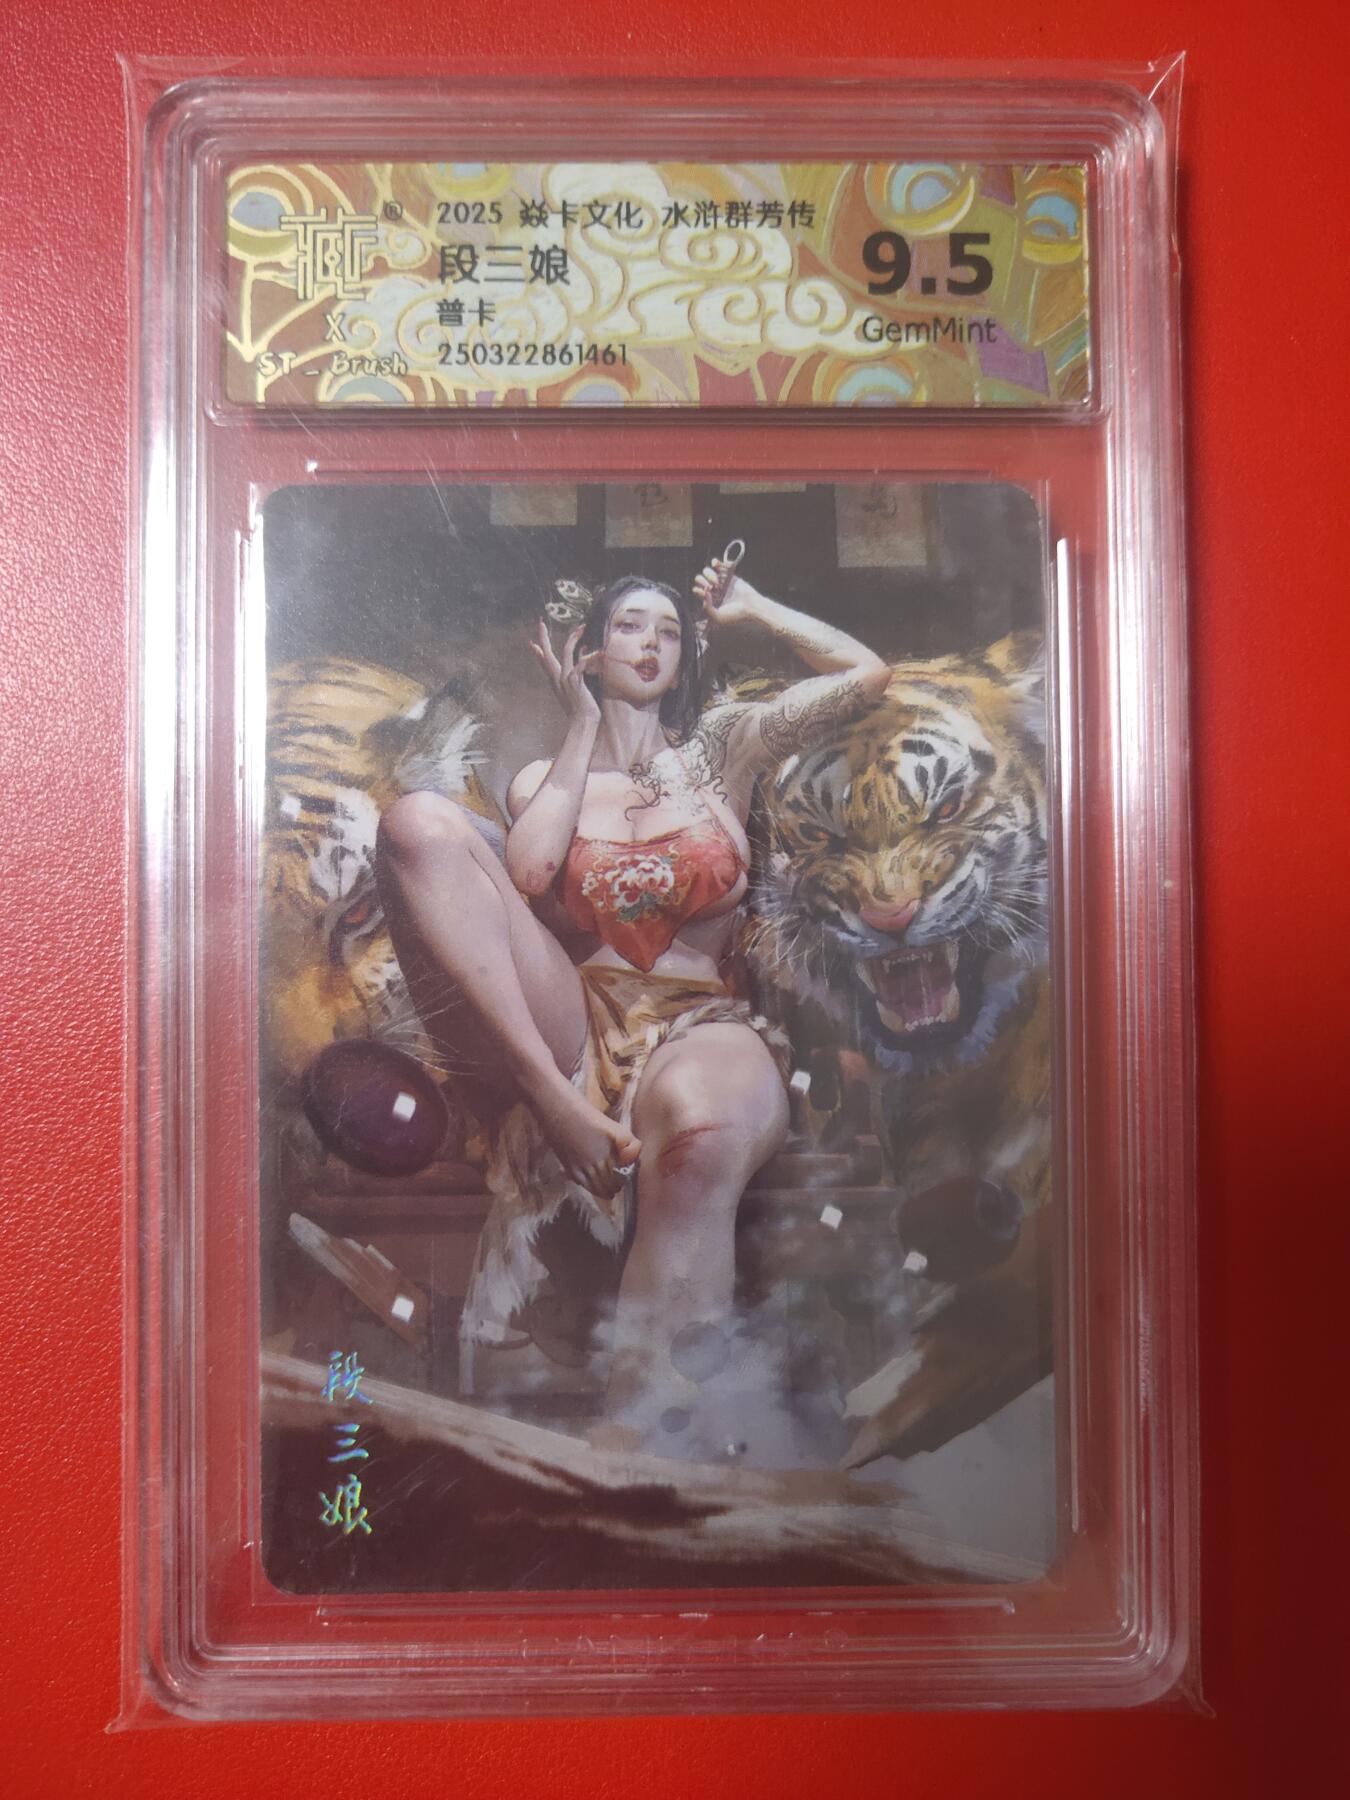 藏®
X
ST_Brush
2025 焱卡文化 水浒群芳传
段三娘
普卡
250322861461
9.5
GemMint
段
三
娘